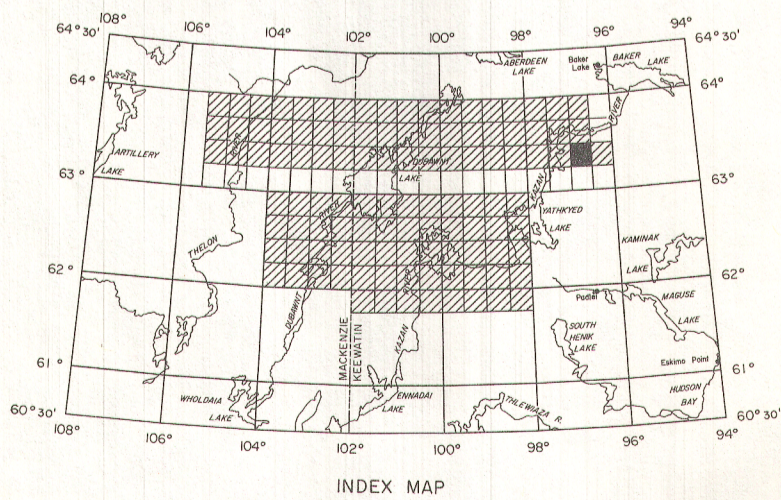 108°
106°
104°
102°
100°
98°
96°
94°
64° 30'
64° 30'
ABERDEEN
LAKE
Baker
Lake
BAKER LAKE
64°
64°
RIVER
RIVER
ARTILLERY
LAKE
DUBAWNT
LAKE
63°
63°
KAZAN
RIVER
YATHKYED
LAKE
THELON
KAMINAK
LAKE
62°
62°
RIVER
DUBAWNT
Padlei
MAGUSE
LAKE
SOUTH
HENIK
LAKE
MACKENZIE
KEEWATIN
KAZAN
Eskimo Point
61°
61°
WHOLDAIA
LAKE
ENNADAI
LAKE
THLEWIAZA R.
HUDSON
BAY
60° 30'
60° 30'
108°
106°
104°
102°
100°
98°
96°
94°
INDEX MAP